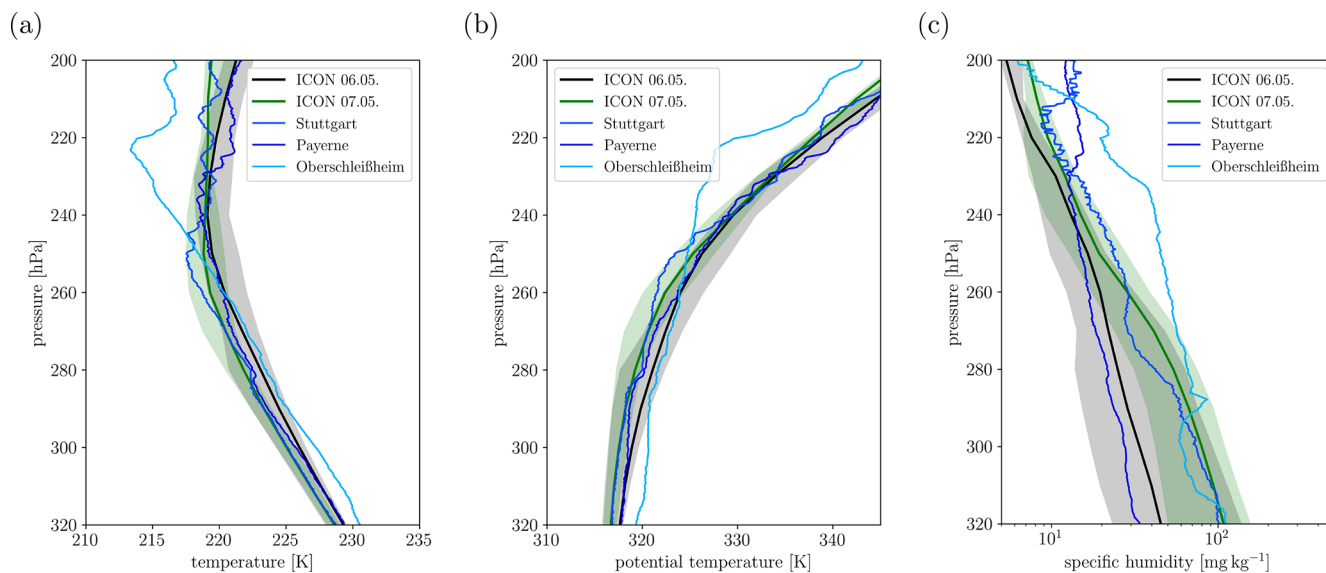 (a)
200
220
240
260
280
300
320
210
215
220
225
230
235
pressure [hPa]
temperature [K]
ICON 06.05.
ICON 07.05.
Stuttgart
Payerne
Oberschleißheim
(b)
200
220
240
260
280
300
320
310
320
330
340
pressure [hPa]
potential temperature [K]
ICON 06.05.
ICON 07.05.
Stuttgart
Payerne
Oberschleißheim
(c)
200
220
240
260
280
300
320
10¹
10²
pressure [hPa]
specific humidity [mg kg⁻¹]
ICON 06.05.
ICON 07.05.
Stuttgart
Payerne
Oberschleißheim